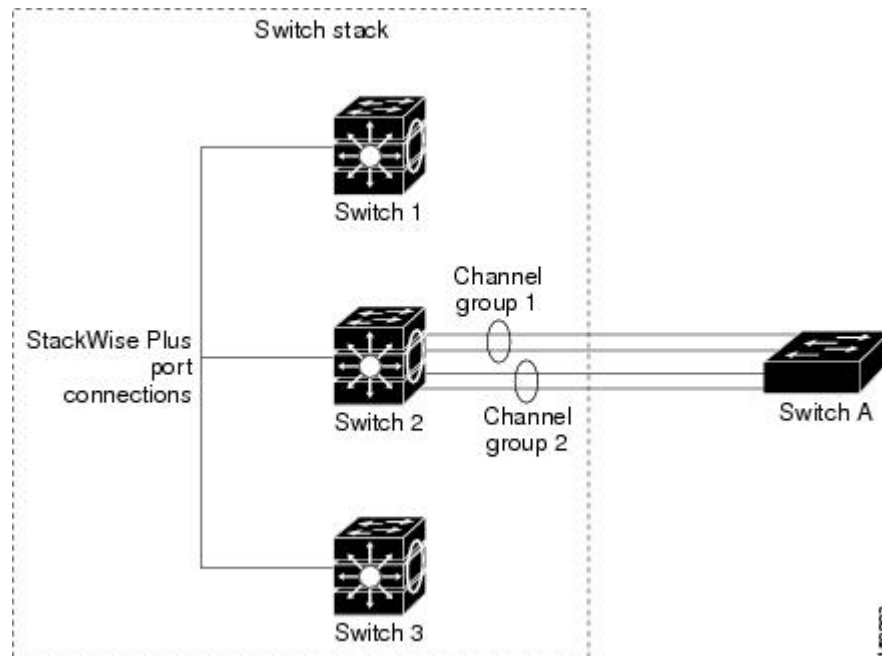 Switch stack
Switch 1
Channel
group 1
StackWise Plus
port
connections
Switch 2
Channel
group 2
Switch A
Switch 3